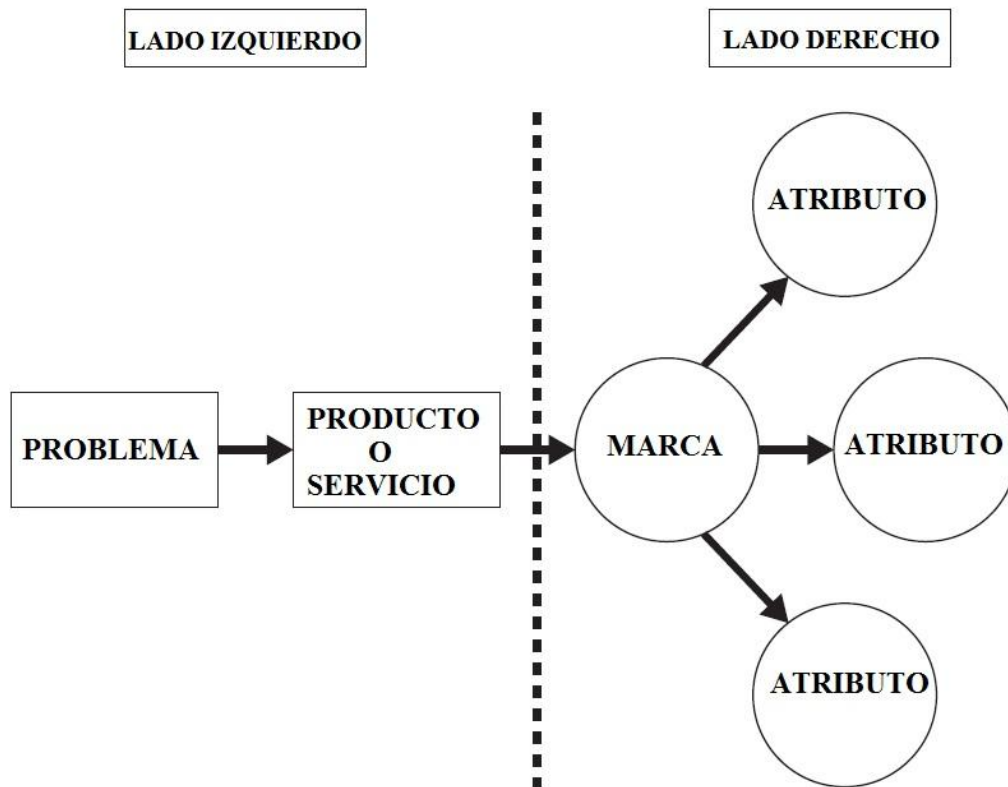 LADO IZQUIERDO
LADO DERECHO
ATRIBUTO
PROBLEMA
PRODUCTO
O
SERVICIO
MARCA
ATRIBUTO
ATRIBUTO